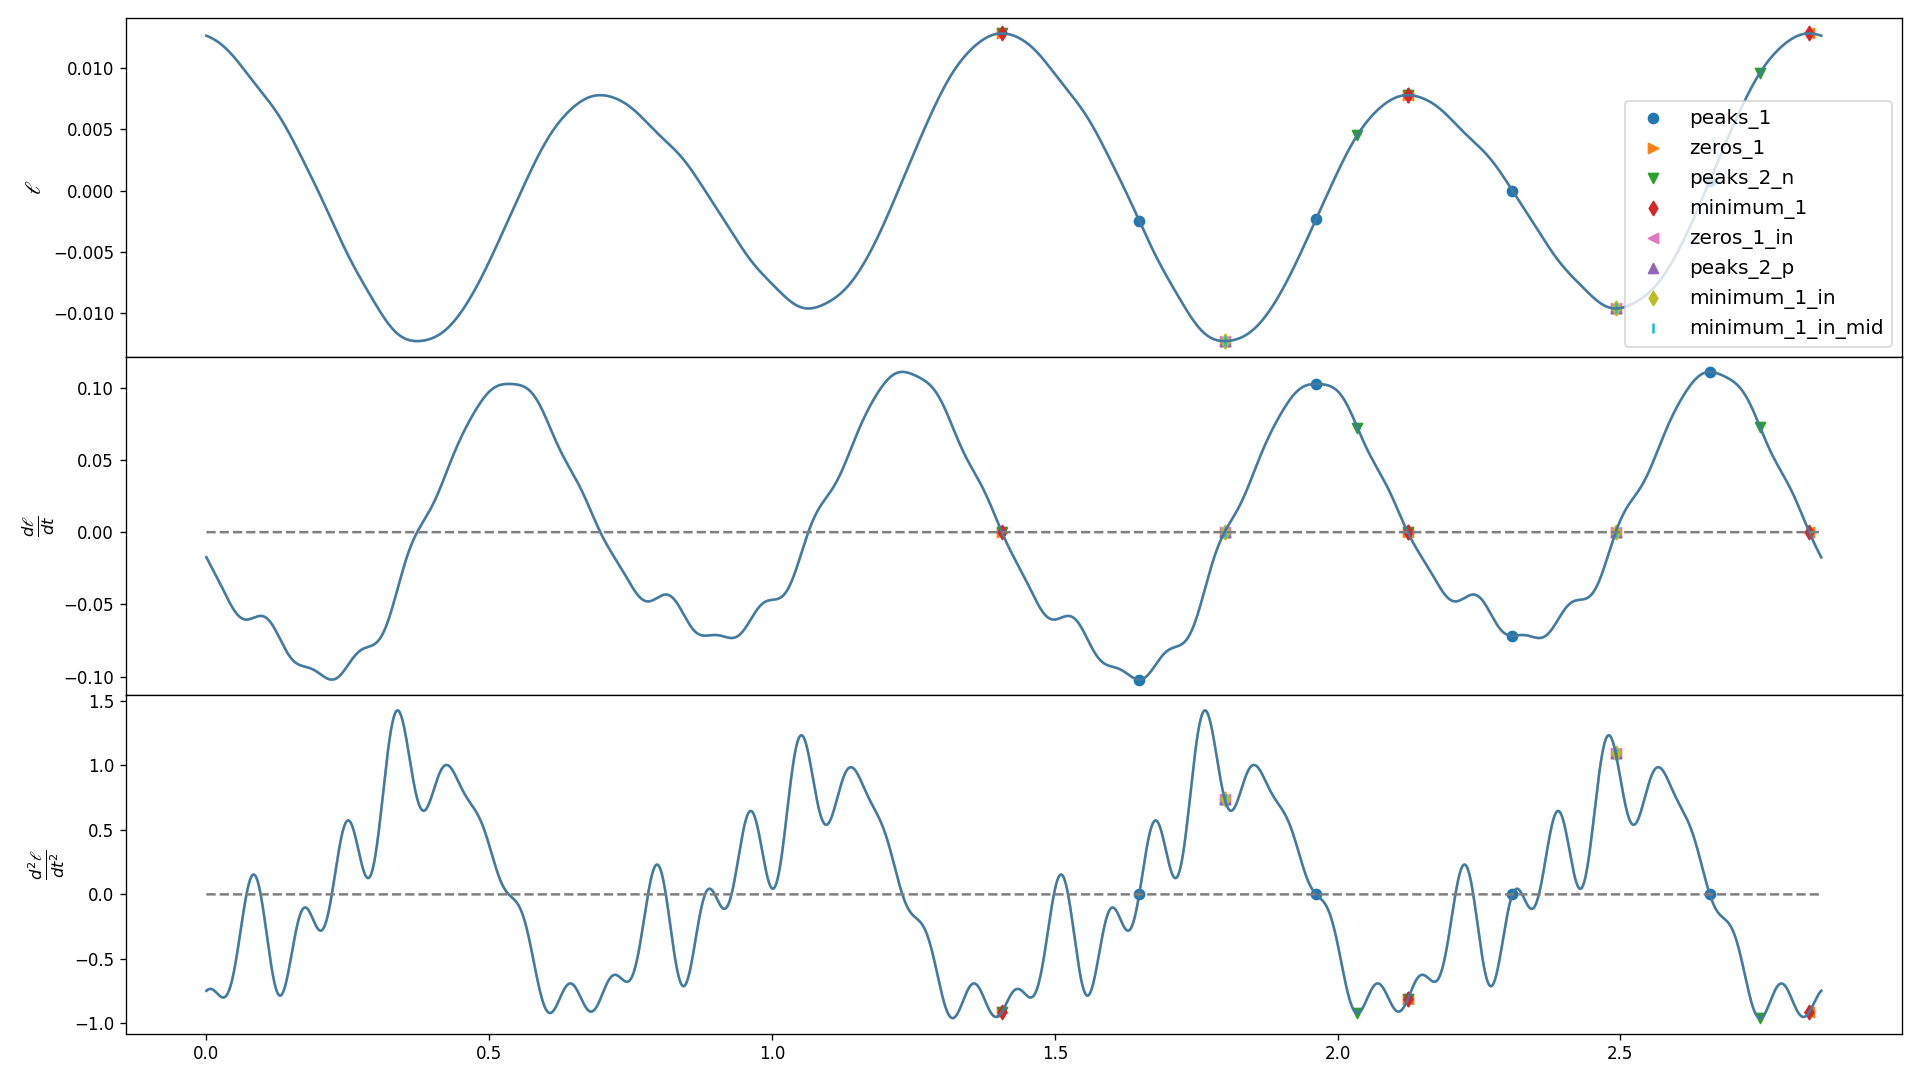 0.010
0.005
0.000
−0.005
−0.010
ℓ
peaks_1
zeros_1
peaks_2_n
minimum_1
zeros_1_in
peaks_2_p
minimum_1_in
minimum_1_in_mid
0.10
0.05
0.00
−0.05
−0.10
dℓ
dt
1.5
1.0
0.5
0.0
−0.5
−1.0
d²ℓ
dt²
0.0 0.5 1.0 1.5 2.0 2.5